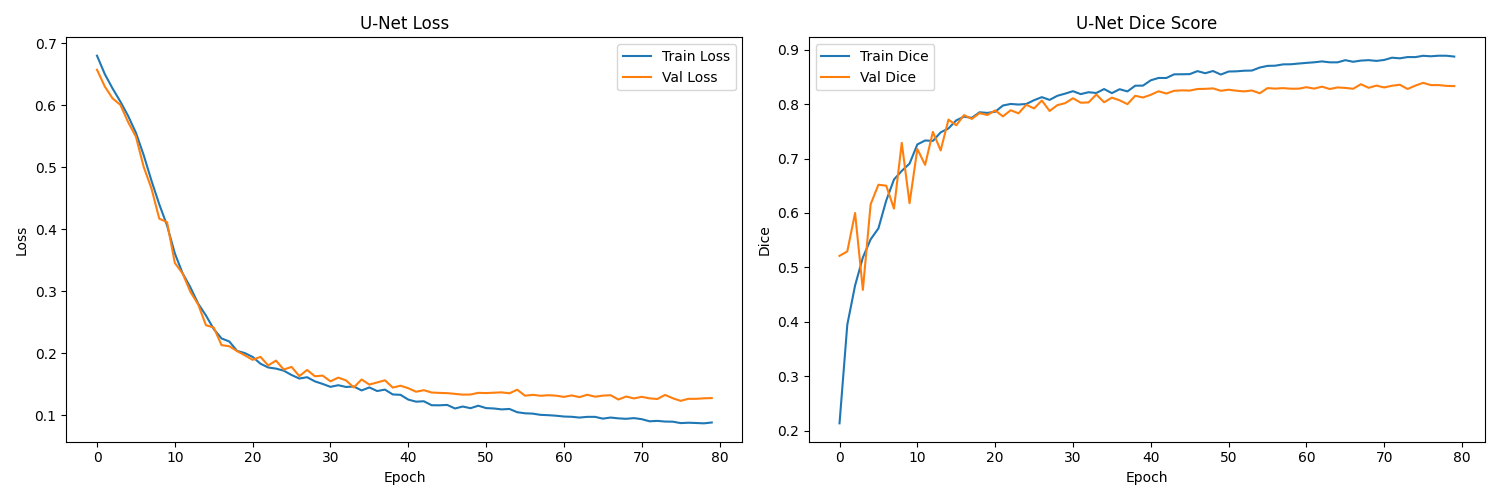 U-Net Loss
Train Loss
Val Loss
0.7
0.6
0.5
0.4
0.3
0.2
0.1
Loss
0 10 20 30 40 50 60 70 80
Epoch
U-Net Dice Score
Train Dice
Val Dice
0.9
0.8
0.7
0.6
0.5
0.4
0.3
0.2
Dice
0 10 20 30 40 50 60 70 80
Epoch